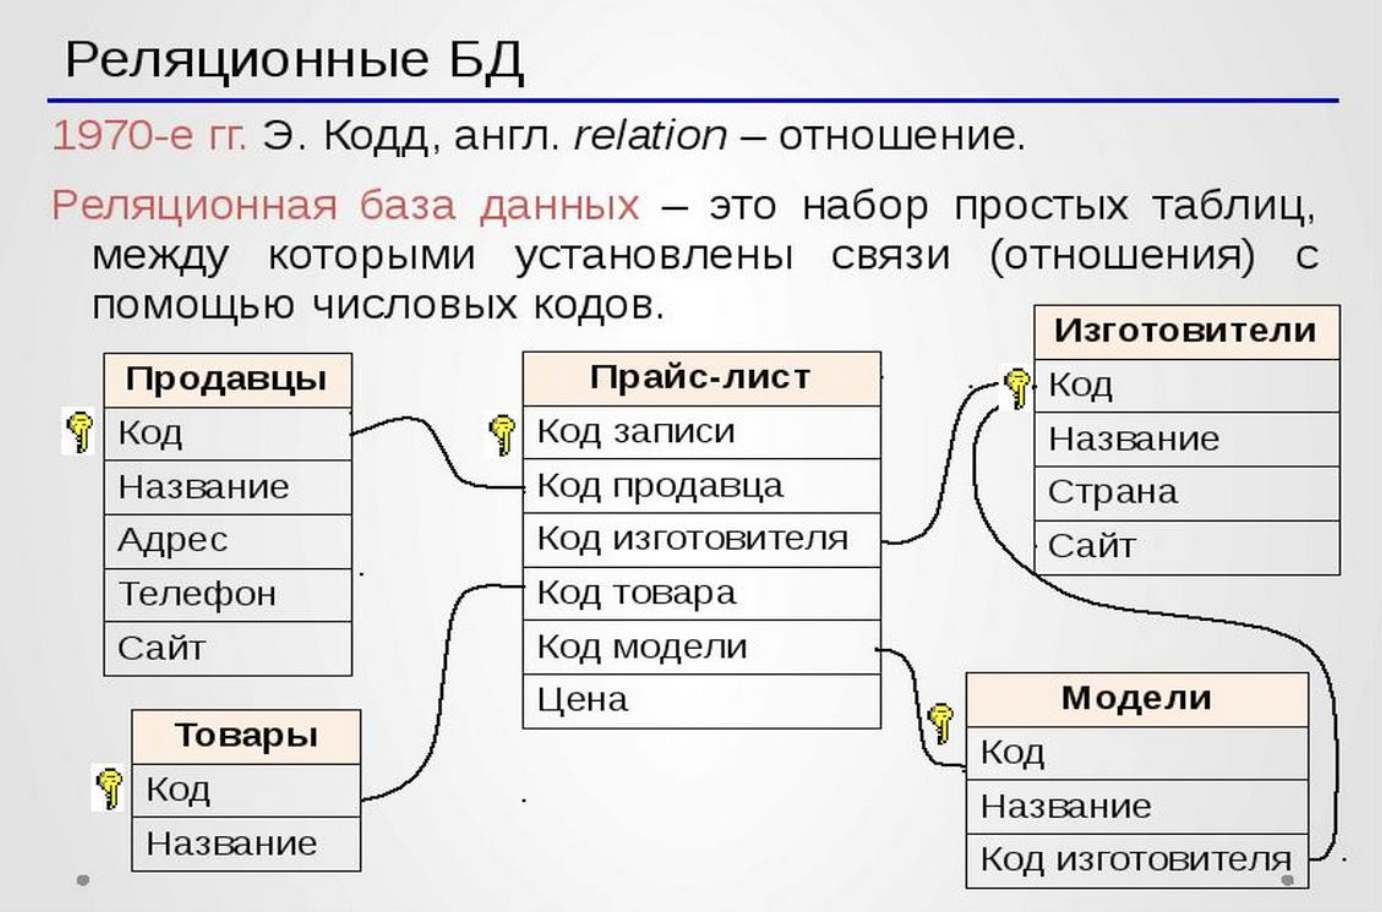 Реляционные БД
1970-е гг. Э. Кодд, англ. relation – отношение.
Реляционная база данных – это набор простых таблиц,
между которыми установлены связи (отношения) с
помощью числовых кодов.
Продавцы
Код
Название
Адрес
Телефон
Сайт
Товары
Код
Название
Прайс-лист
Код записи
Код продавца
Код изготовителя
Код товара
Код модели
Цена
Изготовители
Код
Название
Страна
Сайт
Модели
Код
Название
Код изготовителя